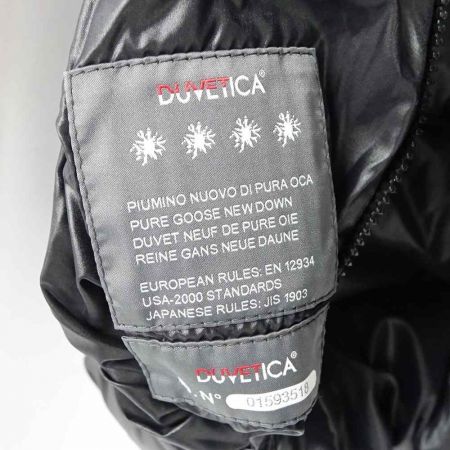 DUVETICA®
PIUMINO NUOVO DI PURA OCA
PURE GOOSE NEW DOWN
DUVET NEUF DE PURE OIE
REINE GANS NEUE DAUNE
EUROPEAN RULES: EN 12934
USA-2000 STANDARDS
JAPANESE RULES: JIS 1903
DUVETICA®
.N° 01593518